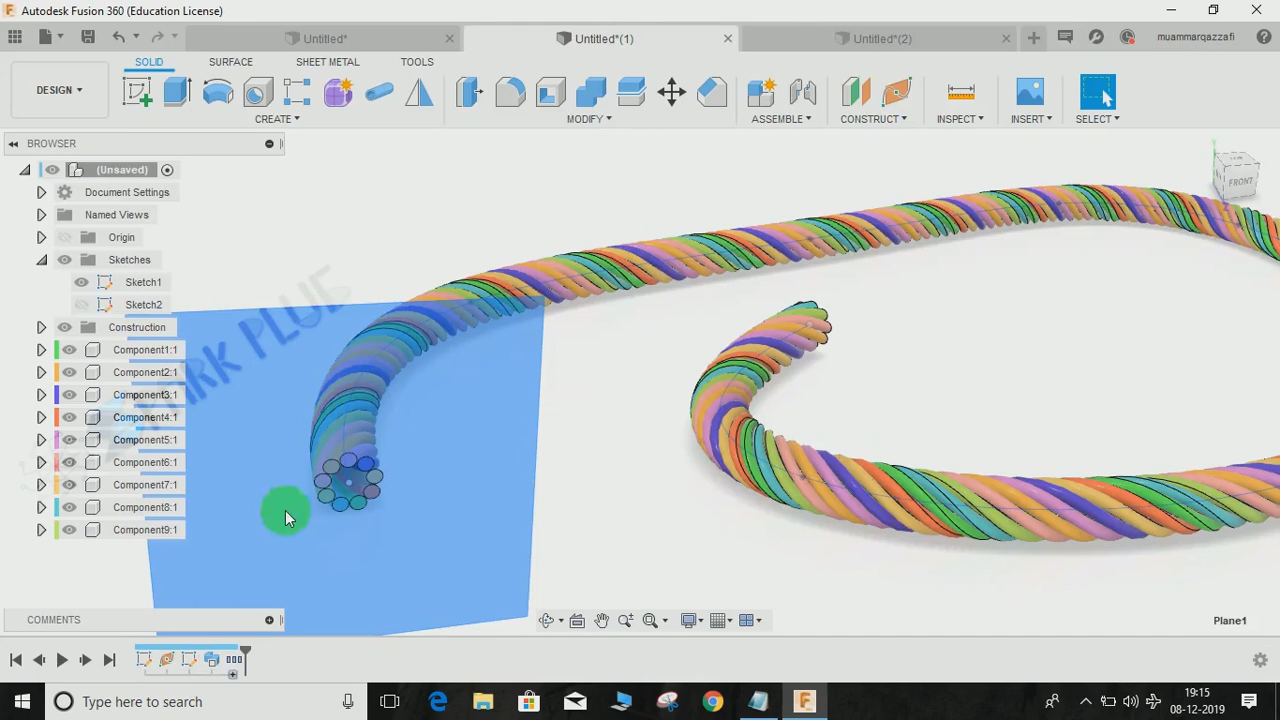 Autodesk Fusion 360 (Education License)
Untitled*
Untitled*(1)
Untitled*(2)
muammarqazzafi
SOLID
SURFACE
SHEET METAL
TOOLS
DESIGN
CREATE
MODIFY
ASSEMBLE
CONSTRUCT
INSPECT
INSERT
SELECT
BROWSER
(Unsaved)
Document Settings
Named Views
Origin
Sketches
Sketch1
Sketch2
Construction
Component1:1
Component2:1
Component3:1
Component4:1
Component5:1
Component6:1
Component7:1
Component8:1
Component9:1
FRONT
COMMENTS
Plane1
Type here to search
19:15
08-12-2019